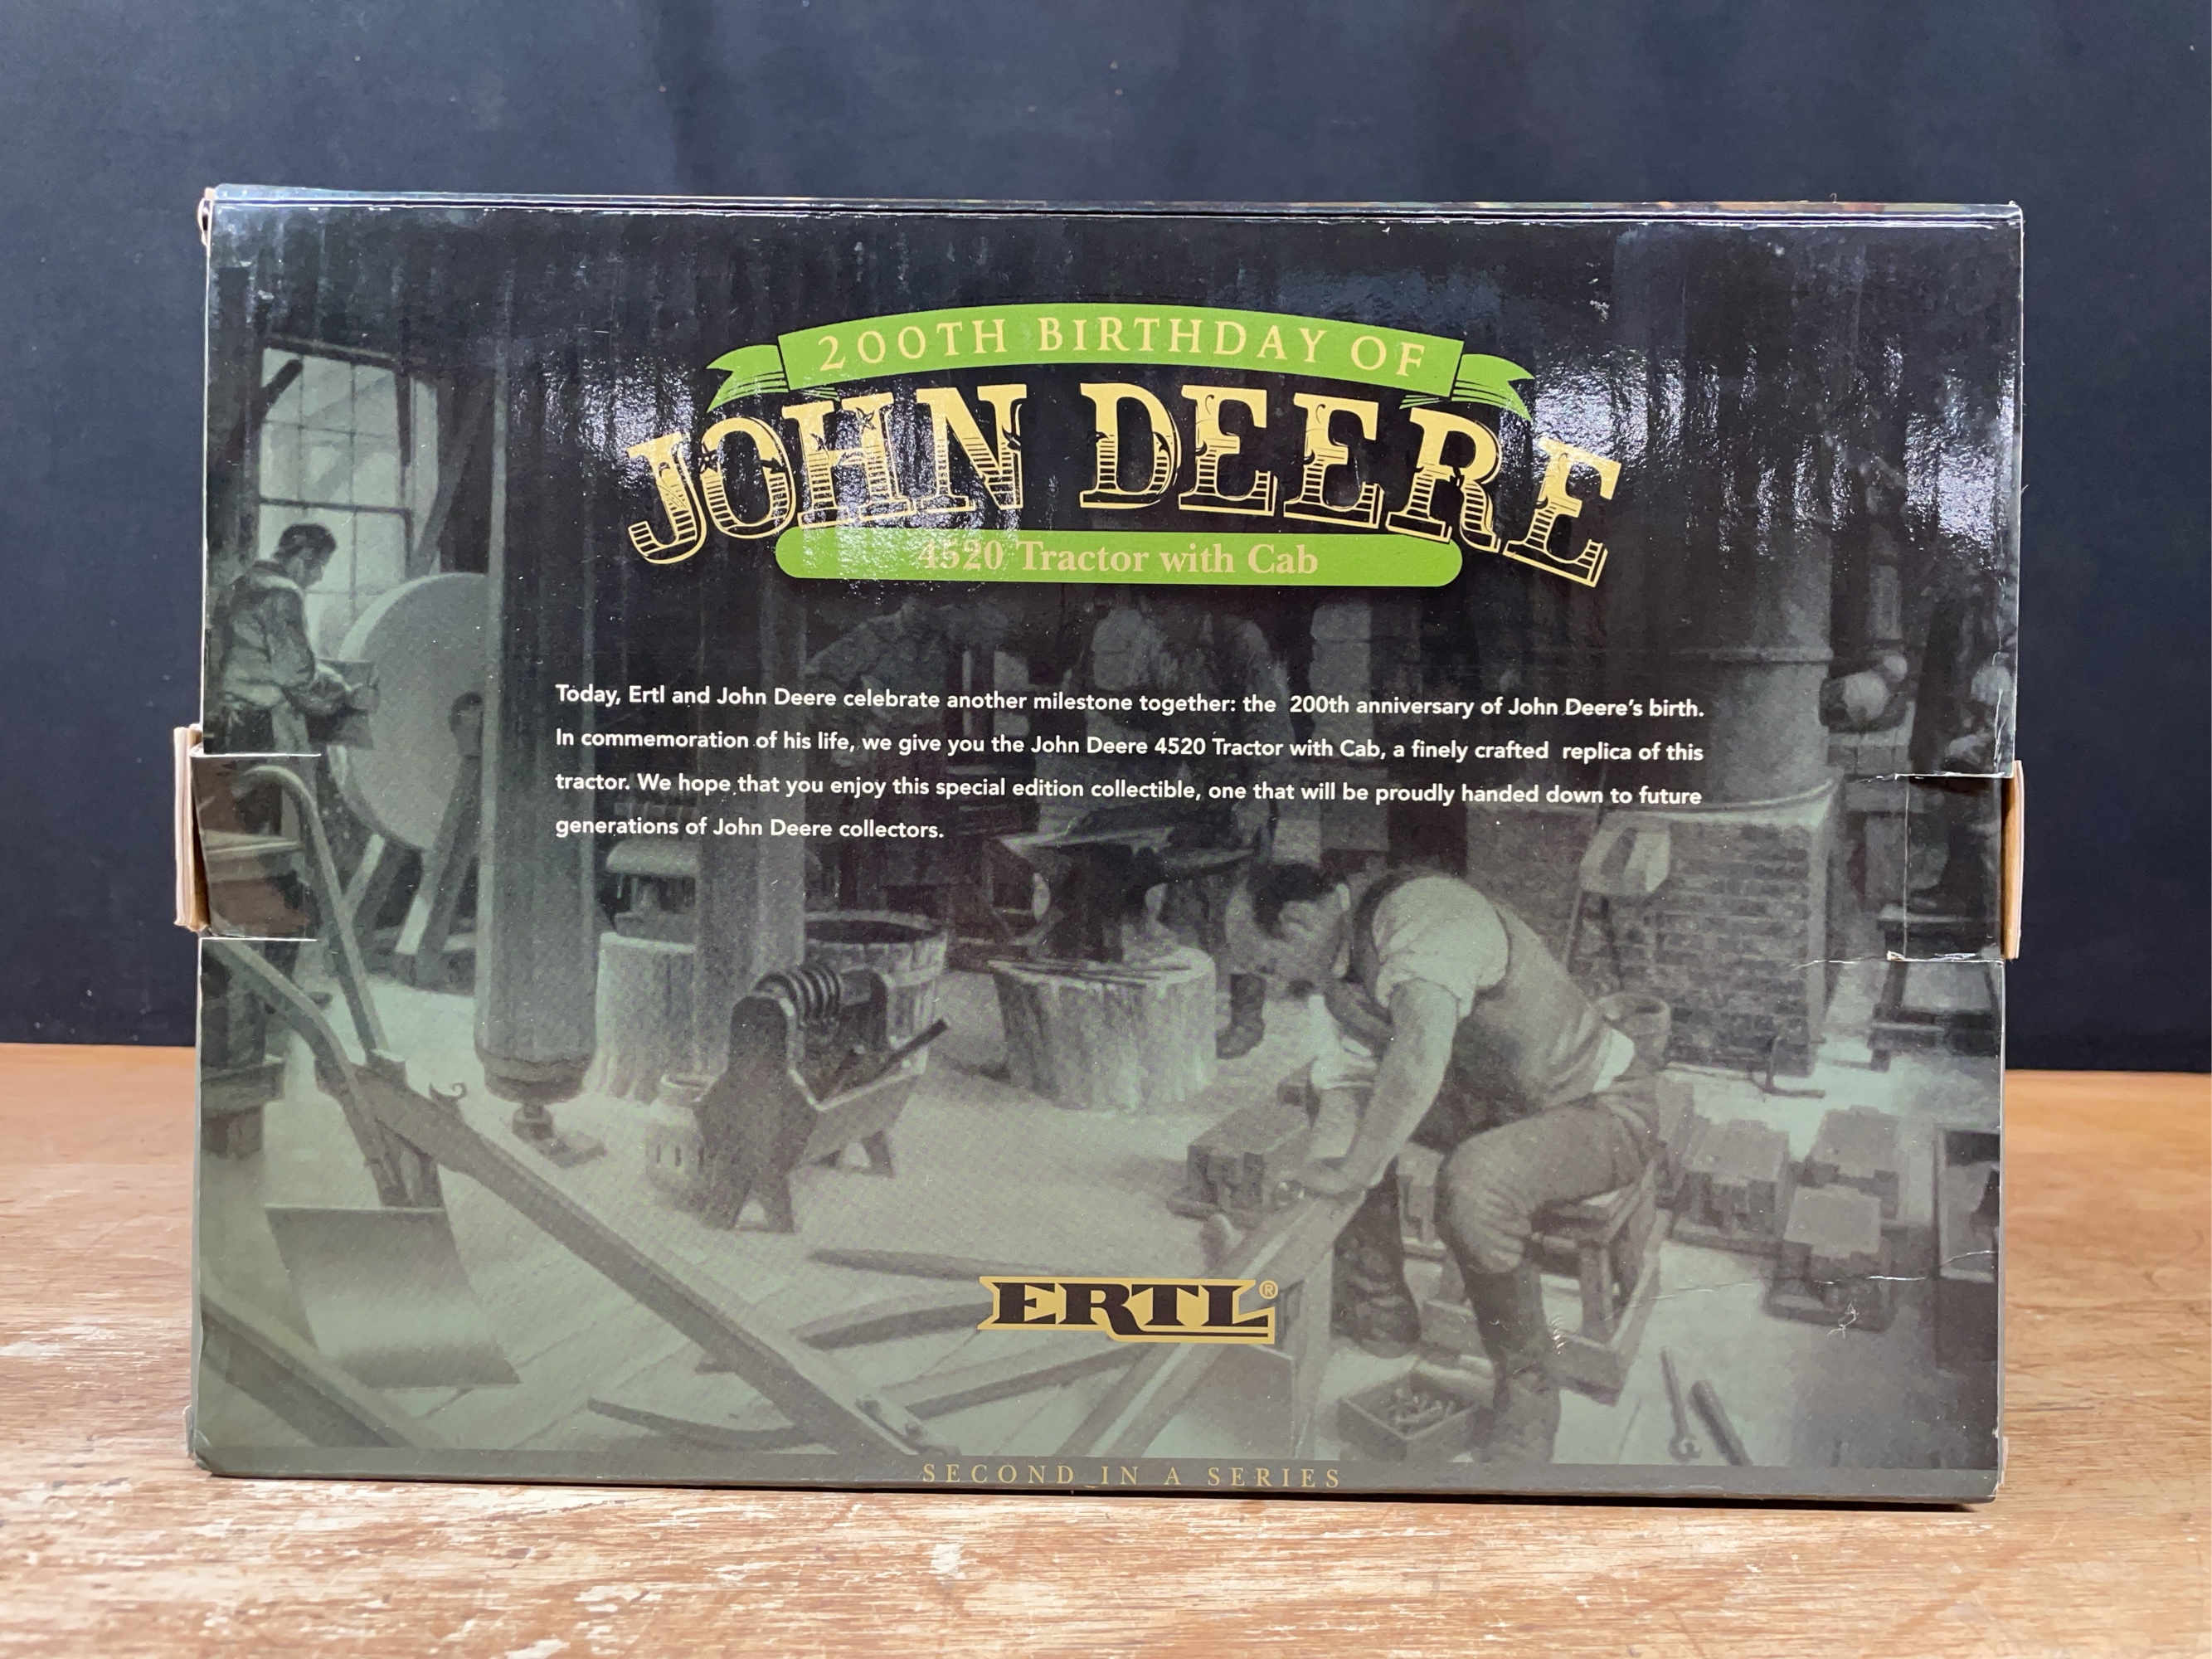 200TH BIRTHDAY OF
JOHN DEERE
4520 Tractor with Cab
Today, Ertl and John Deere celebrate another milestone together: the 200th anniversary of John Deere's birth.
In commemoration of his life, we give you the John Deere 4520 Tractor with Cab, a finely crafted replica of this
tractor. We hope that you enjoy this special edition collectible, one that will be proudly handed down to future
generations of John Deere collectors.
ERTL®
SECOND IN A SERIES